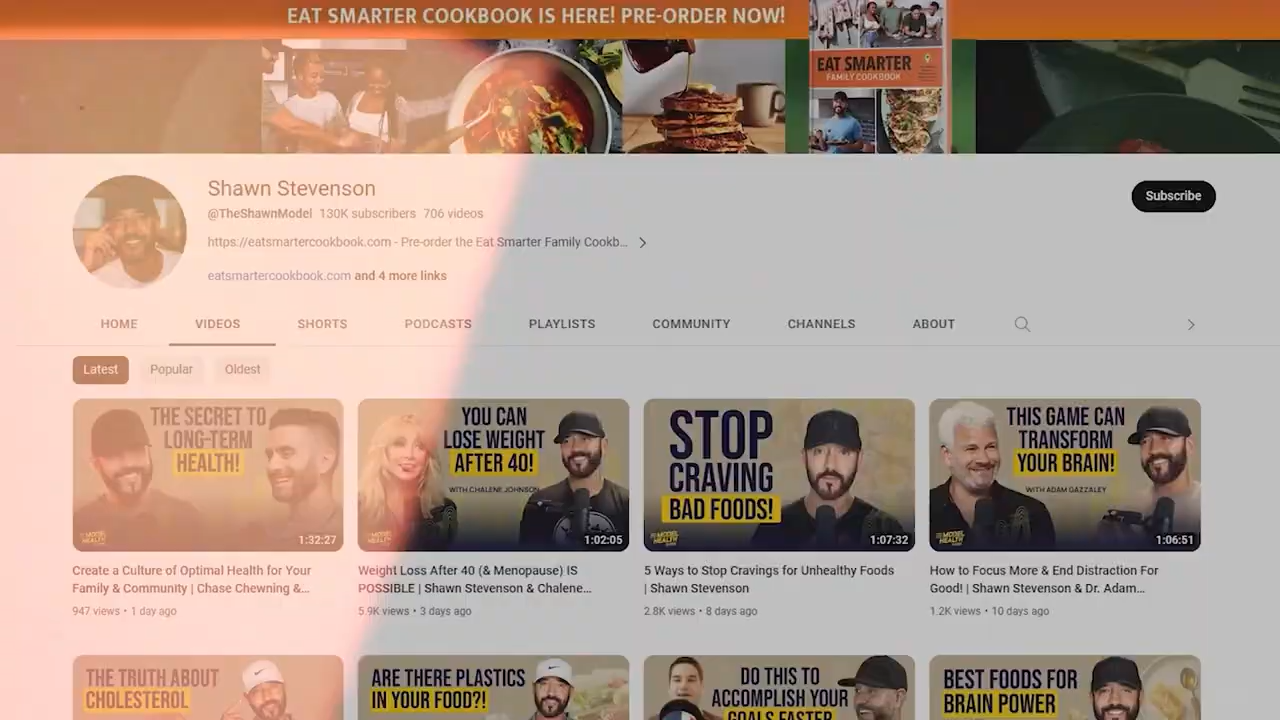 EAT SMARTER COOKBOOK IS HERE! PRE-ORDER NOW!
EAT SMARTER
FAMILY COOKBOOK
Shawn Stevenson
@TheShawnModel 130K subscribers 706 videos
https://eatsmartercookbook.com - Pre-order the Eat Smarter Family Cookb...
eatsmartercookbook.com and 4 more links
Subscribe
HOME VIDEOS SHORTS PODCASTS PLAYLISTS COMMUNITY CHANNELS ABOUT
Latest Popular Oldest
THE SECRET TO
LONG-TERM
HEALTH!
MODEL
HEALTH
1:32:27
YOU CAN
LOSE WEIGHT
AFTER 40!
WITH CHALENE JOHNSON
1:02:05
STOP
CRAVING
BAD FOODS!
MODEL
HEALTH
1:07:32
THIS GAME CAN
TRANSFORM
YOUR BRAIN!
WITH ADAM GAZZALEY
MODEL
HEALTH
1:06:51
Create a Culture of Optimal Health for Your
Family & Community | Chase Chewning &...
947 views • 1 day ago
Weight Loss After 40 (& Menopause) IS
POSSIBLE | Shawn Stevenson & Chalene...
5.9K views • 3 days ago
5 Ways to Stop Cravings for Unhealthy Foods
| Shawn Stevenson
2.8K views • 8 days ago
How to Focus More & End Distraction For
Good! | Shawn Stevenson & Dr. Adam...
1.2K views • 10 days ago
THE TRUTH ABOUT
CHOLESTEROL
ARE THERE PLASTICS
IN YOUR FOOD?!
DO THIS TO
ACCOMPLISH YOUR
GOALS FASTER
BEST FOODS FOR
BRAIN POWER